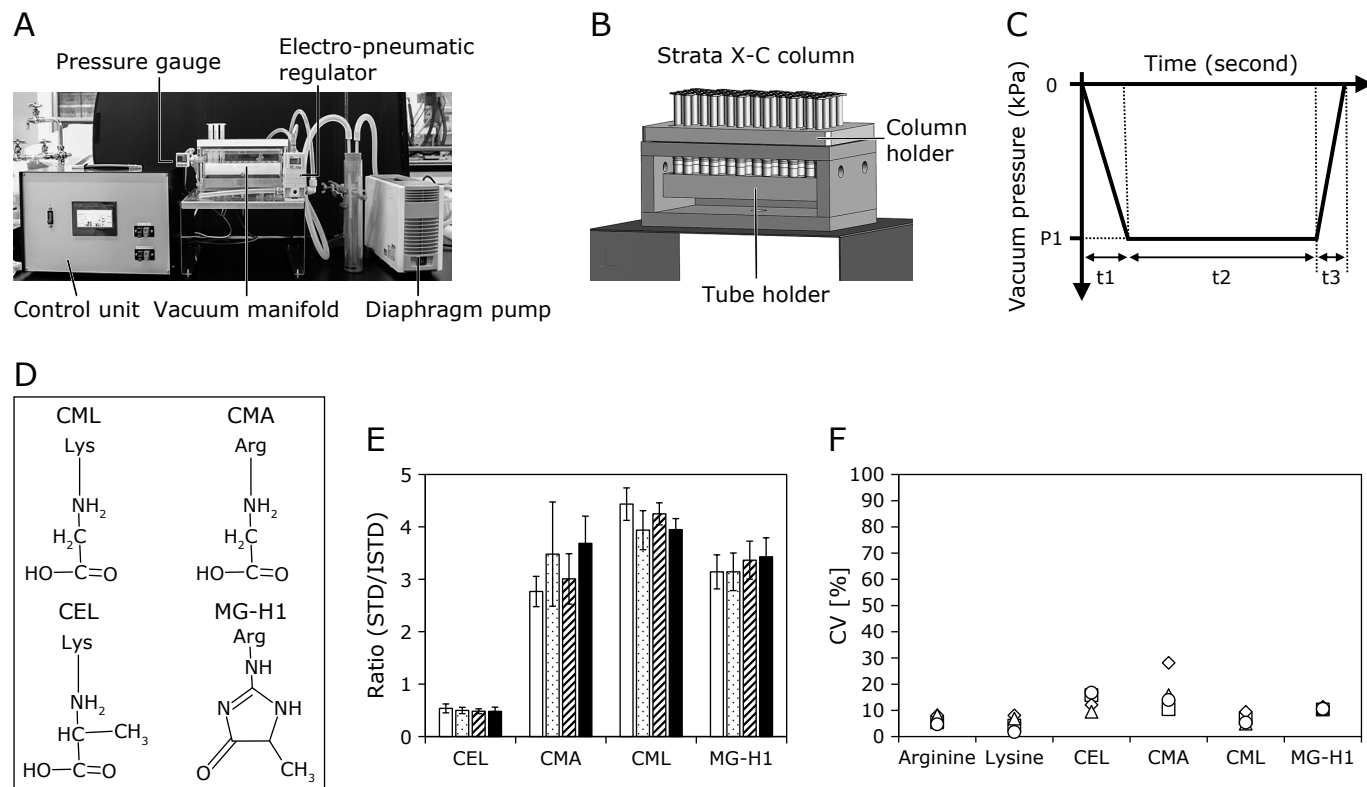 A
Pressure gauge
Electro-pneumatic
regulator
Control unit
Vacuum manifold
Diaphragm pump
B
Strata X-C column
Column
holder
Tube holder
C
Time (second)
Vacuum pressure (kPa)
0
P1
t1
t2
t3
D
CML
Lys
NH2
H2C
HO C=O
CMA
Arg
NH2
H2C
HO C=O
CEL
Lys
NH2
HC CH3
HO C=O
MG-H1
Arg
NH
N NH
O
CH3
E
Ratio (STD/ISTD)
5
4
3
2
1
0
CEL CMA CML MG-H1
F
CV [%]
100
90
80
70
60
50
40
30
20
10
0
Arginine Lysine CEL CMA CML MG-H1